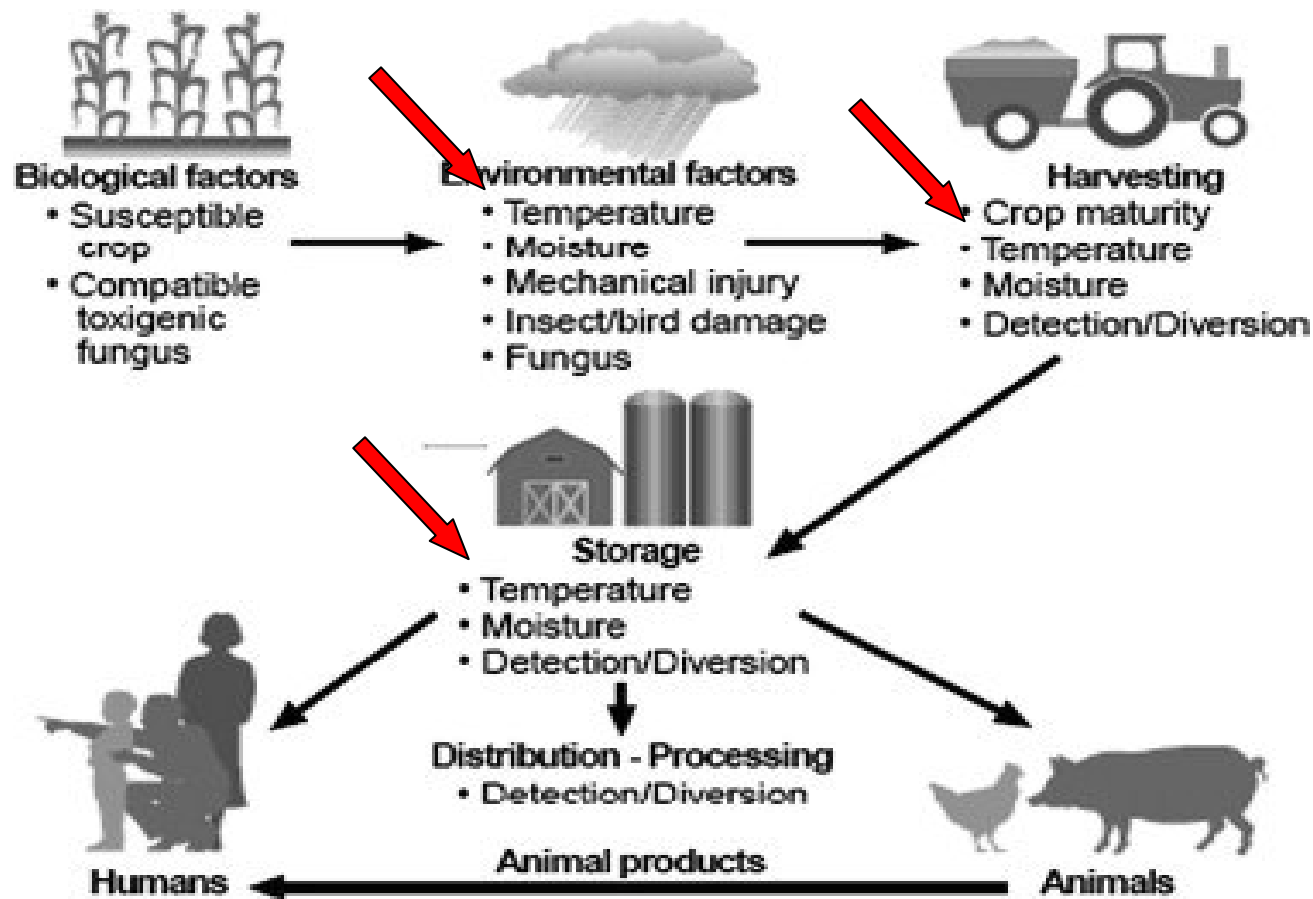 Biological factors
• Susceptible
crop
• Compatible
toxigenic
fungus
Environmental factors
• Temperature
• Moisture
• Mechanical injury
• Insect/bird damage
• Fungus
Harvesting
• Crop maturity
• Temperature
• Moisture
• Detection/Diversion
Storage
• Temperature
• Moisture
• Detection/Diversion
Distribution - Processing
• Detection/Diversion
Animal products
Humans
Animals